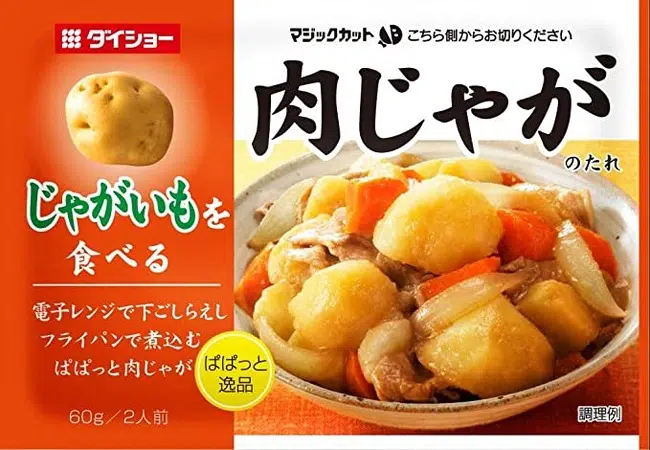 ダイショー
じゃがいもを
食べる
電子レンジで下ごしらえし
フライパンで煮込む
ぱぱっと肉じゃが
ぱぱっと
逸品
60g/2人前
マジックカット こちら側からお切りください
肉じゃが
のたれ
調理例